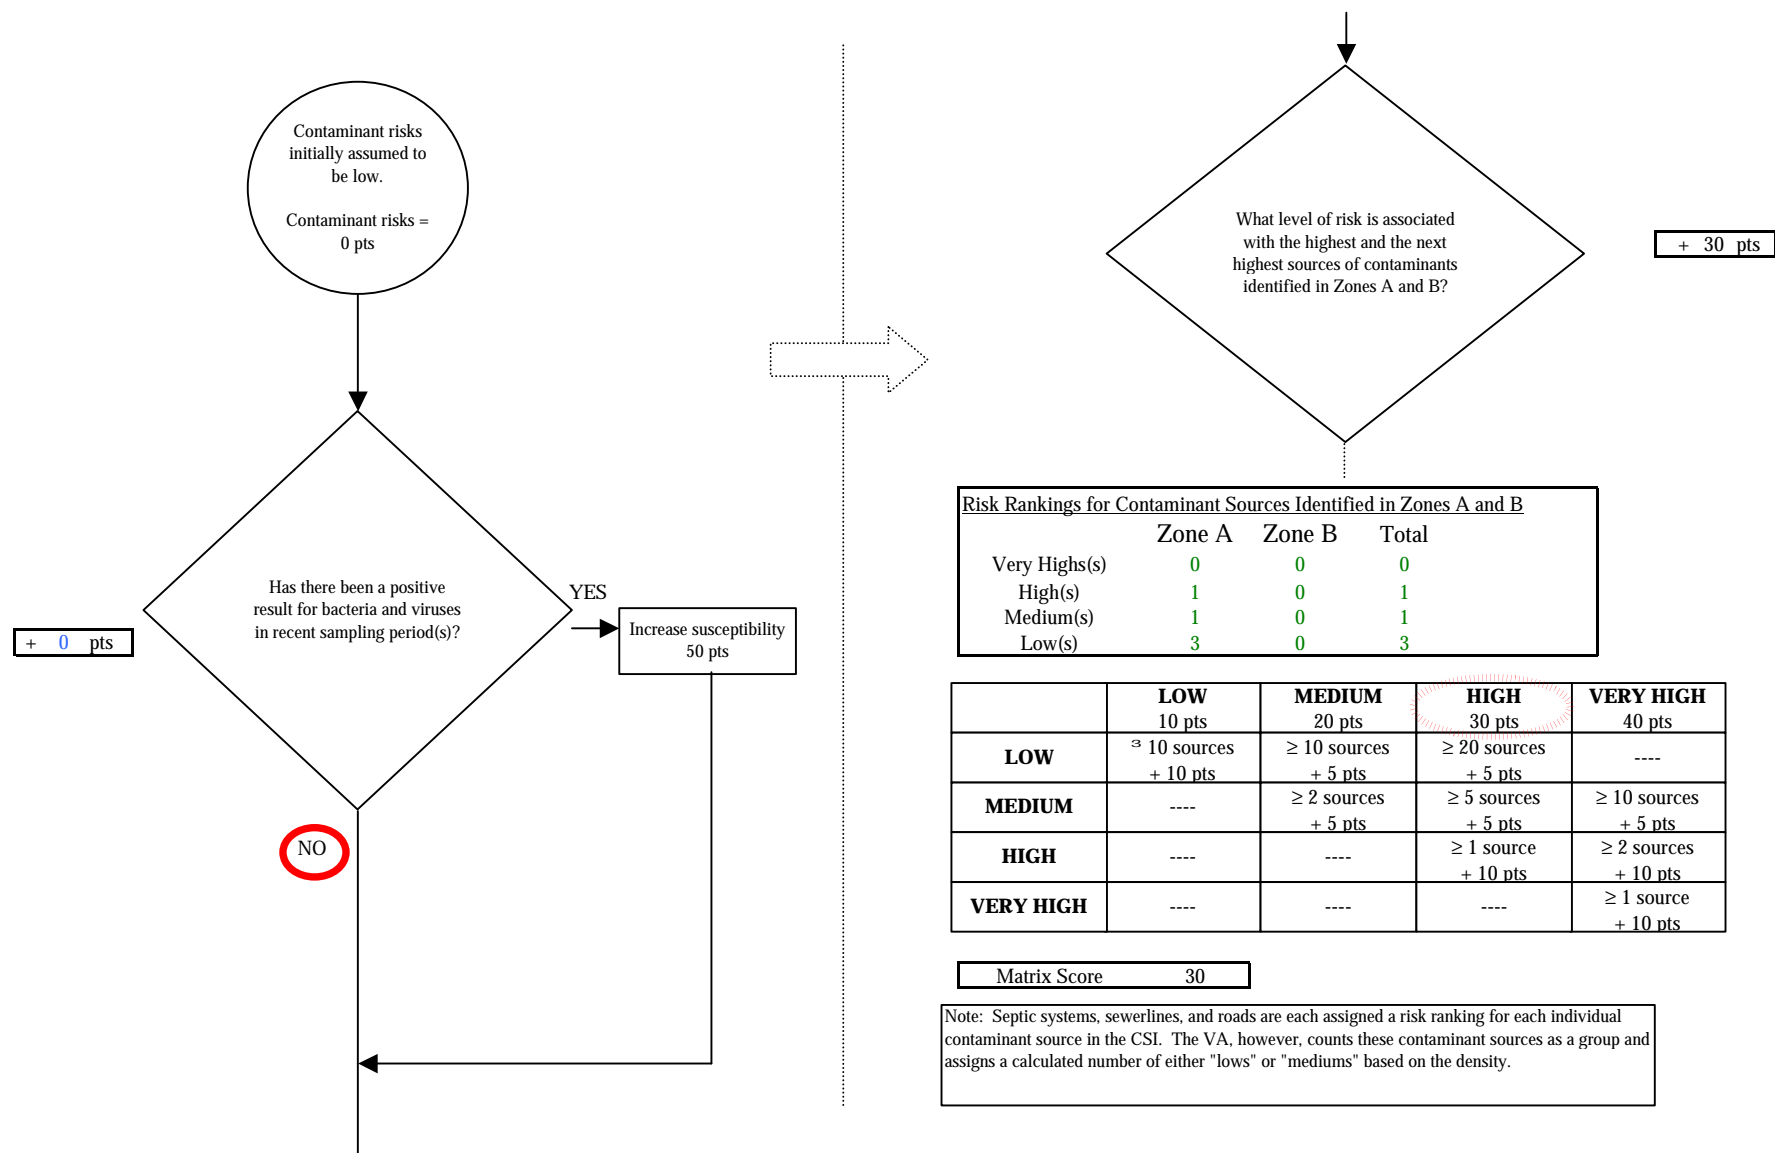 Contaminant risks
initially assumed to
be low.
Contaminant risks =
0 pts
Has there been a positive
result for bacteria and viruses
in recent sampling period(s)?
+ 0 pts
YES
Increase susceptibility
50 pts
NO
What level of risk is associated
with the highest and the next
highest sources of contaminants
identified in Zones A and B?
+ 30 pts
Risk Rankings for Contaminant Sources Identified in Zones A and B
Zone A Zone B Total
Very Highs(s) 0 0 0
High(s) 1 0 1
Medium(s) 1 0 1
Low(s) 3 0 3
LOW MEDIUM HIGH VERY HIGH
10 pts 20 pts 30 pts 40 pts
LOW ³ 10 sources ≥ 10 sources ≥ 20 sources ----
+ 10 pts + 5 pts + 5 pts
MEDIUM ---- ≥ 2 sources ≥ 5 sources ≥ 10 sources
+ 5 pts + 5 pts + 5 pts
HIGH ---- ---- ≥ 1 source ≥ 2 sources
+ 10 pts + 10 pts
VERY HIGH ---- ---- ---- ≥ 1 source
+ 10 pts
Matrix Score 30
Note: Septic systems, sewerlines, and roads are each assigned a risk ranking for each individual
contaminant source in the CSI. The VA, however, counts these contaminant sources as a group and
assigns a calculated number of either "lows" or "mediums" based on the density.